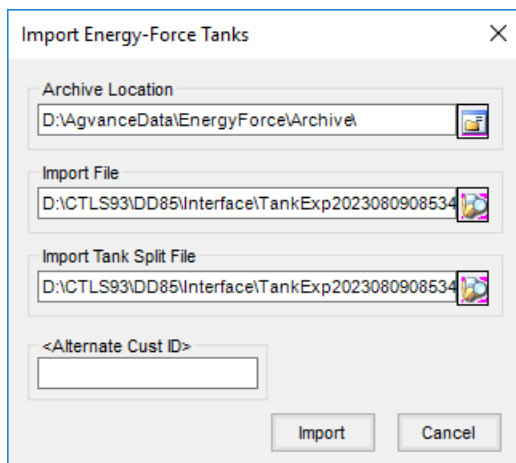 Import Energy-Force Tanks
Archive Location
D:\AgvanceData\EnergyForce\Archive\
Import File
D:\CTLS93\DD85\Interface\TankExp2023080908534
Import Tank Split File
D:\CTLS93\DD85\Interface\TankExp2023080908534
<Alternate Cust ID>
Import Cancel